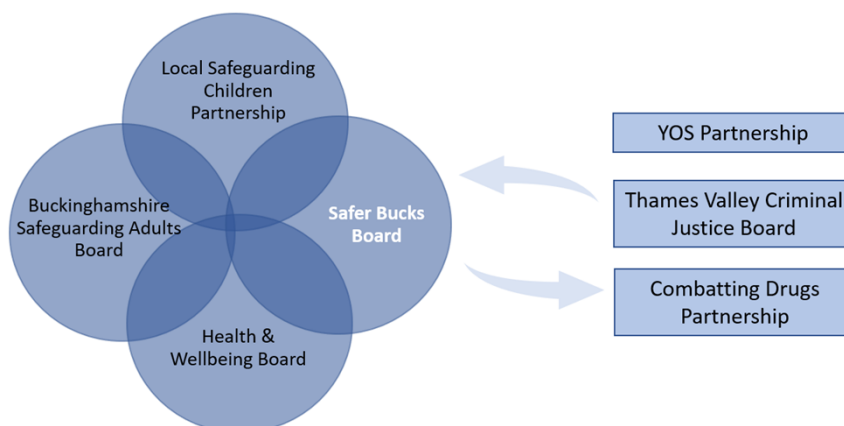 Local Safeguarding
Children
Partnership
Buckinghamshire
Safeguarding Adults
Board
Safer Bucks
Board
Health &
Wellbeing Board
YOS Partnership
Thames Valley Criminal
Justice Board
Combatting Drugs
Partnership